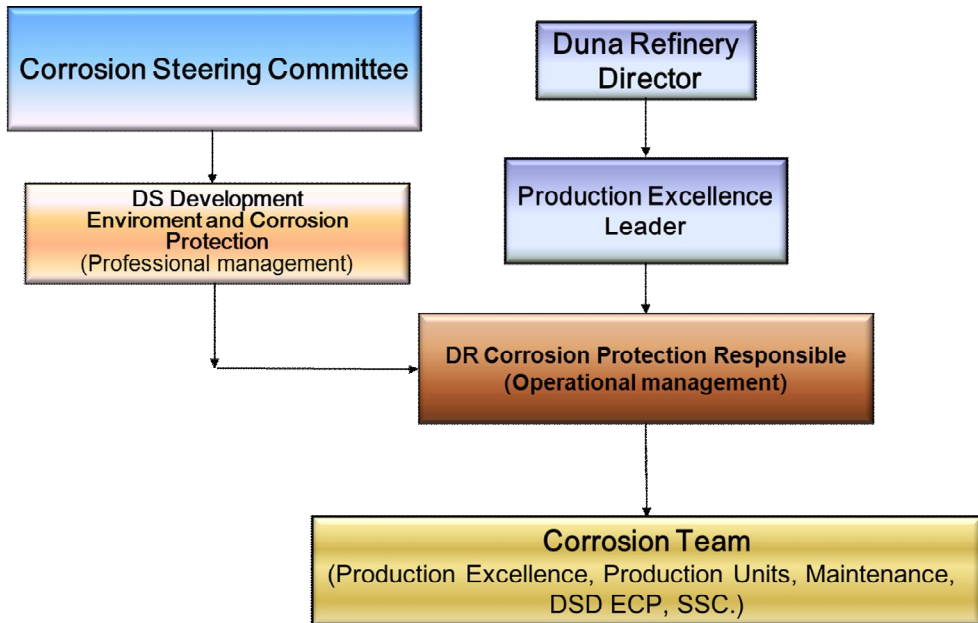 Corrosion Steering Committee
Duna Refinery
Director
DS Development
Enviroment and Corrosion
Protection
(Professional management)
Production Excellence
Leader
DR Corrosion Protection Responsible
(Operational management)
Corrosion Team
(Production Excellence, Production Units, Maintenance,
DSD ECP, SSC.)